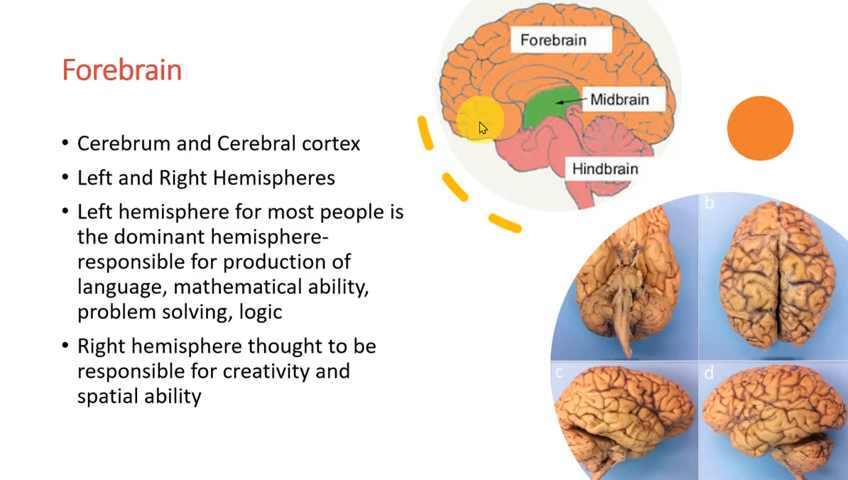 Forebrain
• Cerebrum and Cerebral cortex
• Left and Right Hemispheres
• Left hemisphere for most people is
the dominant hemisphere-
responsible for production of
language, mathematical ability,
problem solving, logic
• Right hemisphere thought to be
responsible for creativity and
spatial ability
Forebrain
Midbrain
Hindbrain
b
c
d